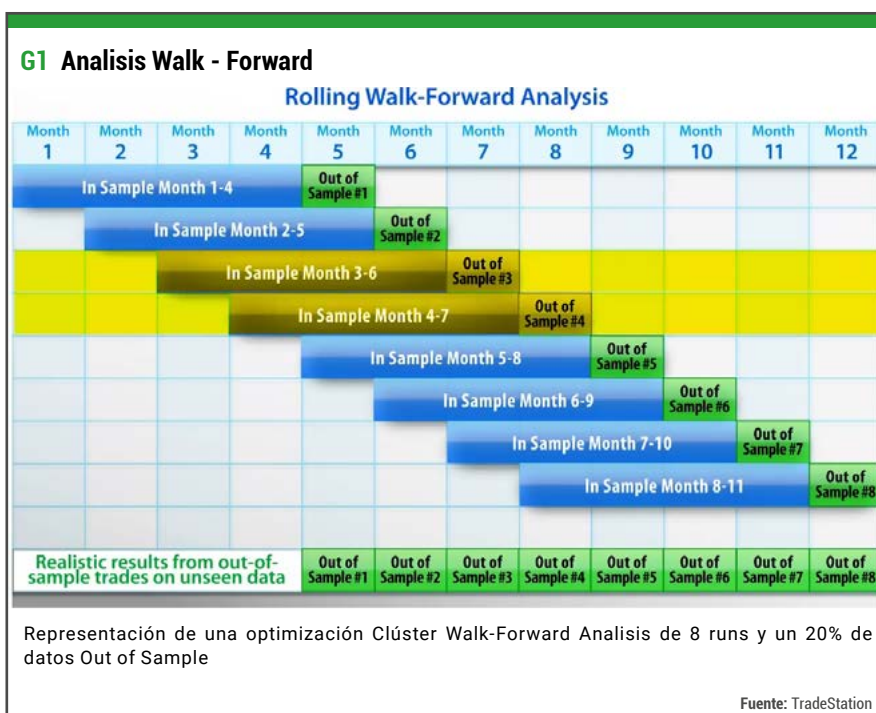 G1 Analisis Walk - Forward
Rolling Walk-Forward Analysis
Month Month Month Month Month Month Month Month Month Month Month Month
1 2 3 4 5 6 7 8 9 10 11 12
In Sample Month 1-4
Out of
Sample #1
In Sample Month 2-5
Out of
Sample #2
In Sample Month 3-6
Out of
Sample #3
In Sample Month 4-7
Out of
Sample #4
In Sample Month 5-8
Out of
Sample #5
In Sample Month 6-9
Out of
Sample #6
In Sample Month 7-10
Out of
Sample #7
In Sample Month 8-11
Out of
Sample #8
Realistic results from out-of-
sample trades on unseen data
Out of Out of Out of Out of Out of Out of Out of Out of
Sample #1 Sample #2 Sample #3 Sample #4 Sample #5 Sample #6 Sample #7 Sample #8
Representación de una optimización Clúster Walk-Forward Analisis de 8 runs y un 20% de
datos Out of Sample
Fuente: TradeStation